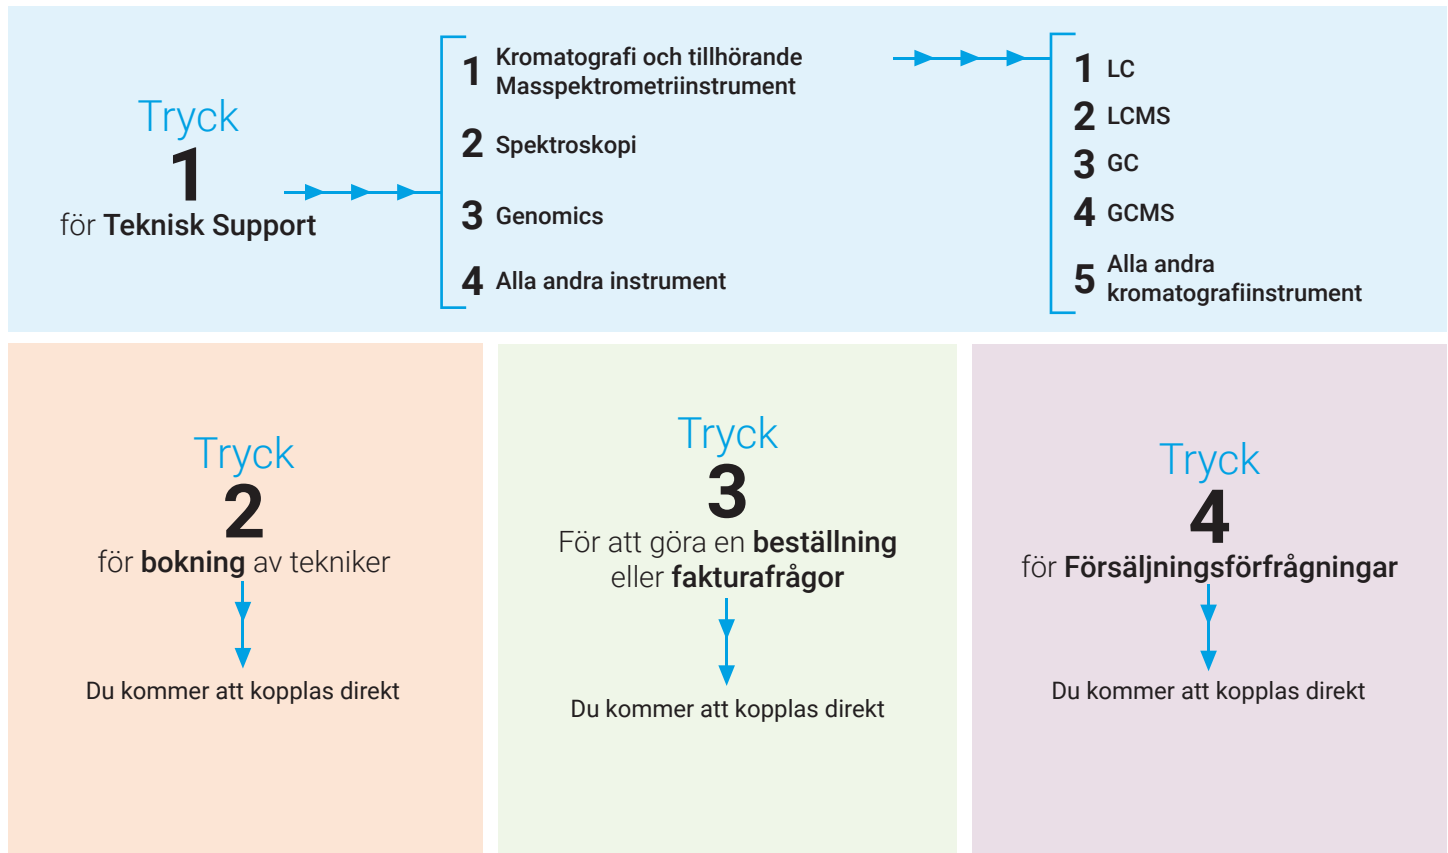 Tryck
1
för Teknisk Support
1 Kromatografi och tillhörande
Masspektrometriinstrument
2 Spektroskopi
3 Genomics
4 Alla andra instrument
1 LC
2 LCMS
3 GC
4 GCMS
5 Alla andra
kromatografiinstrument
Tryck
2
för bokning av tekniker
Du kommer att kopplas direkt
Tryck
3
För att göra en beställning
eller fakturafrågor
Du kommer att kopplas direkt
Tryck
4
för Försäljningsförfrågningar
Du kommer att kopplas direkt